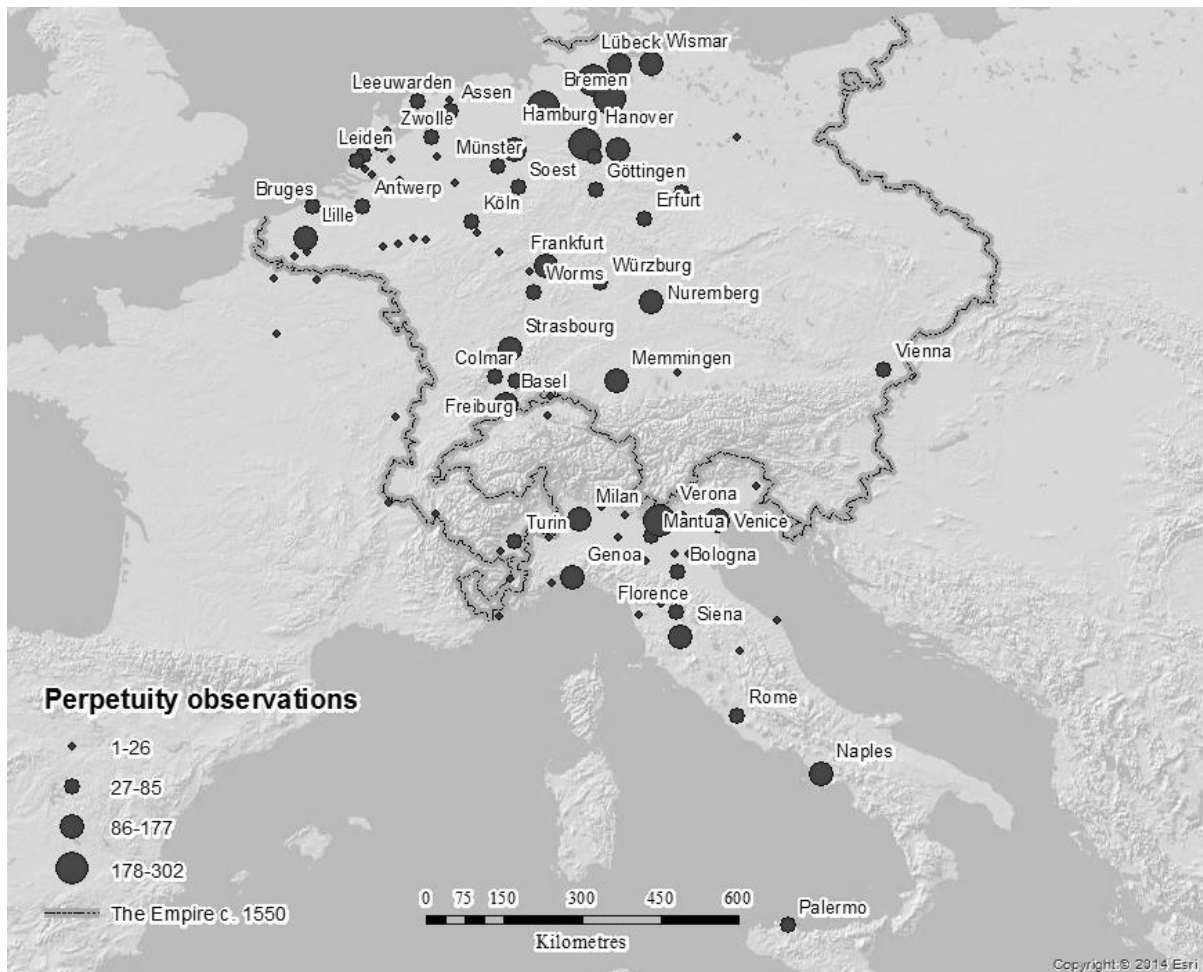 Lübeck Wismar
Bremen
Leeuwarden
Assen
Zwolle
Hamburg Hanover
Leiden
Münster
Soest
Göttingen
Bruges
Antwerp
Lille
Köln
Erfurt
Frankfurt
Würzburg
Worms
Nuremberg
Strasbourg
Colmar
Memmingen
Vienna
Basel
Freiburg
Milan
Verona
Turin
Mantua Venice
Genoa
Bologna
Florence
Siena
Rome
Naples
Palermo
Perpetuity observations
1-26
27-85
86-177
178-302
The Empire c. 1550
0 75 150 300 450 600
Kilometres
Copyright:© 2014 Esri